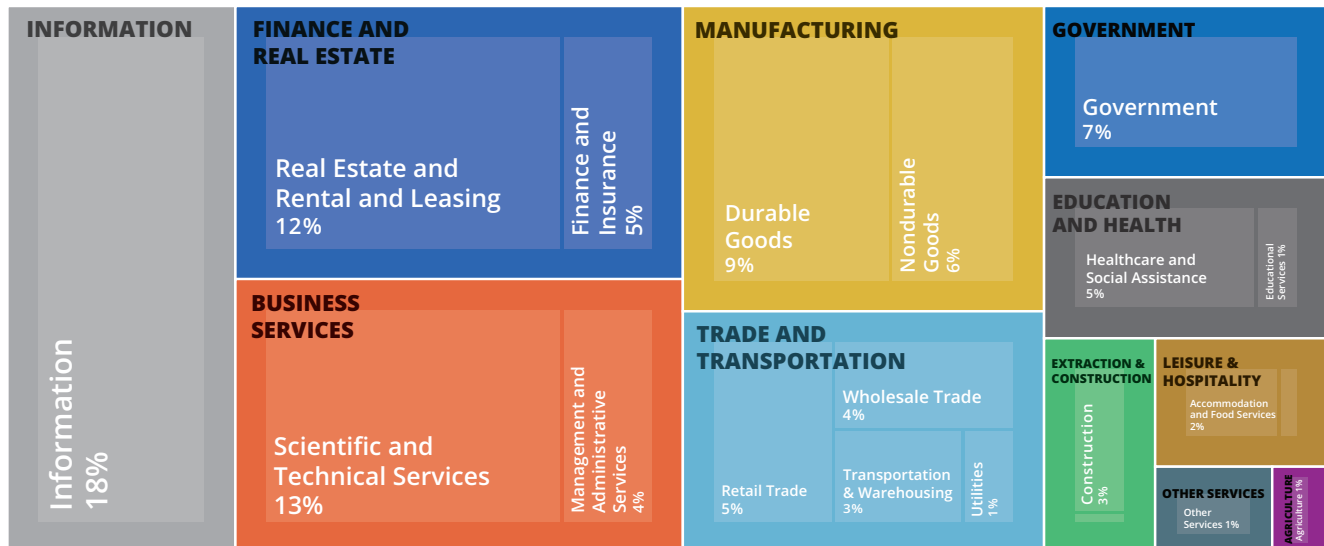 INFORMATION
Information
18%
FINANCE AND
REAL ESTATE
Real Estate and
Rental and Leasing
12%
Finance and
Insurance
5%
BUSINESS
SERVICES
Scientific and
Technical Services
13%
Management and
Administrative
Services
4%
MANUFACTURING
Durable
Goods
9%
Nondurable
Goods
6%
TRADE AND
TRANSPORTATION
Retail Trade
5%
Wholesale Trade
4%
Transportation
& Warehousing
3%
Utilities
1%
GOVERNMENT
Government
7%
EDUCATION
AND HEALTH
Healthcare and
Social Assistance
5%
Educational
Services 1%
EXTRACTION &
CONSTRUCTION
Construction
3%
LEISURE &
HOSPITALITY
Accommodation
and Food Services
2%
OTHER SERVICES
Other
Services 1%
AGRICULTURE
Agriculture 1%